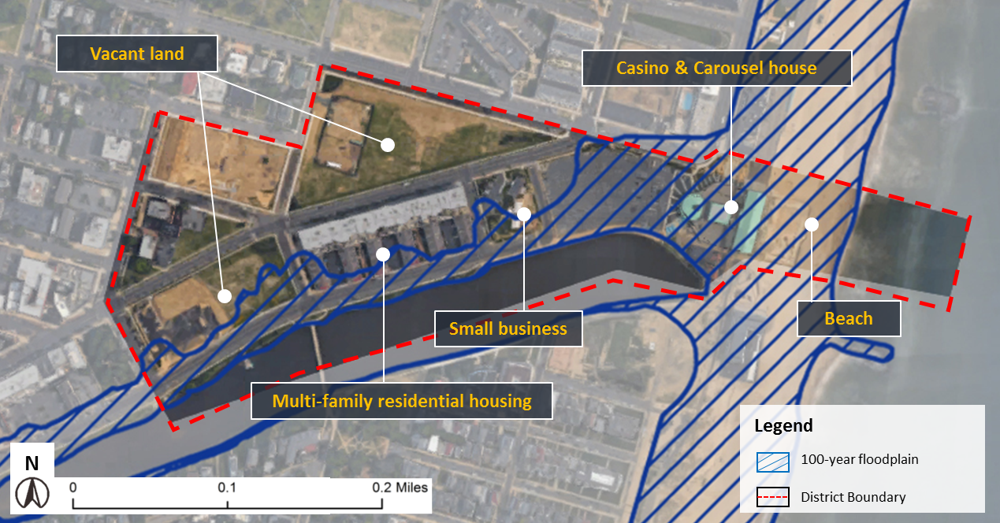 Vacant land
Casino & Carousel house
Small business
Beach
Multi-family residential housing
Legend
100-year floodplain
District Boundary
N
0
0.1
0.2 Miles